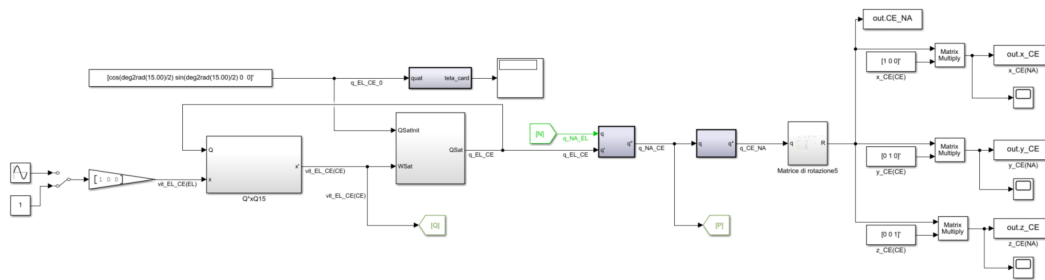 out.CE_NA
[cos(deg2rad(15.00)/2) sin(deg2rad(15.00)/2) 0 0]'
q_EL_CE_0
quat
teta_card
[1 0 0]'
x_CE(CE)
Matrix
Multiply
out.x_CE
x_CE(NA)
Q
x
x'
Q*xQ15
QSatInit
WSat
QSat
q_EL_CE
[N]
q_NA_EL
q_EL_CE
q
q'
q"
q_NA_CE
q
q*
q_CE_NA
q
R
Matrice di rotazione5
[0 1 0]'
y_CE(CE)
Matrix
Multiply
out.y_CE
y_CE(NA)
1
[ 1 0 0 ]
vit_EL_CE(EL)
vit_EL_CE(CE)
vit_EL_CE(CE)
[Q]
[P]
[0 0 1]'
z_CE(CE)
Matrix
Multiply
out.z_CE
z_CE(NA)